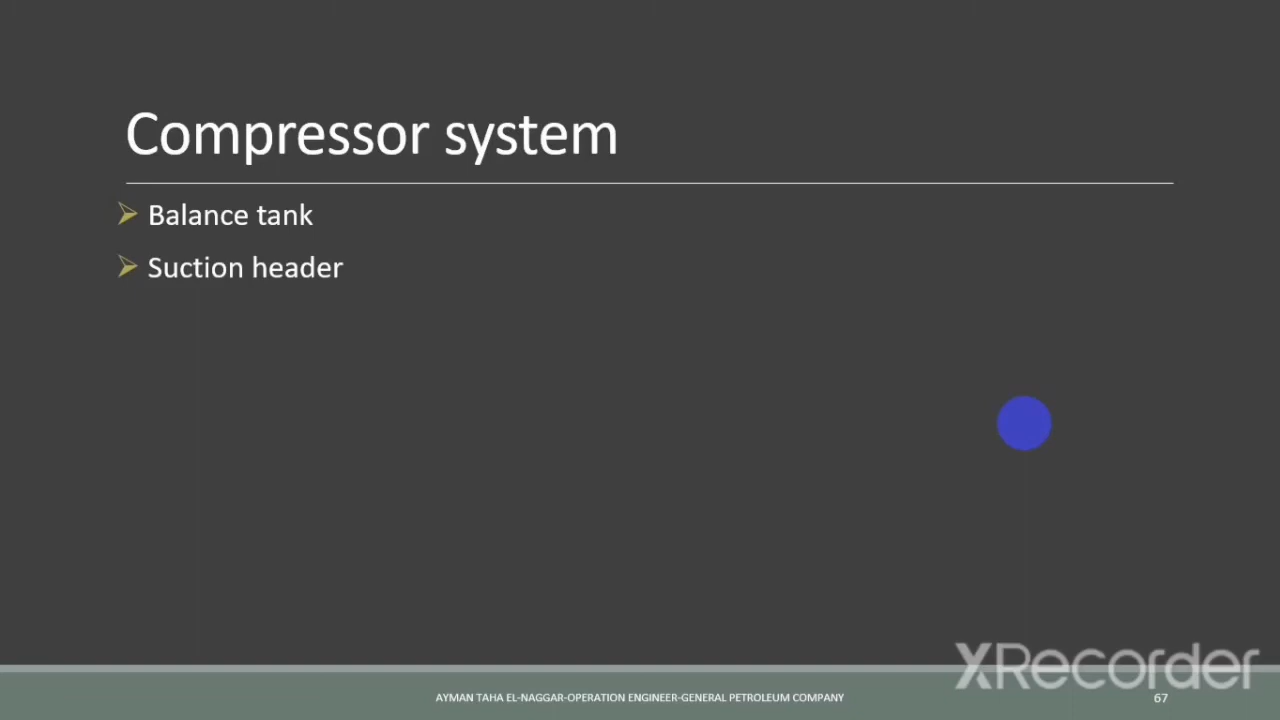 Compressor system
Balance tank
Suction header
XRecorder
AYMAN TAHA EL-NAGGAR-OPERATION ENGINEER-GENERAL PETROLEUM COMPANY
67